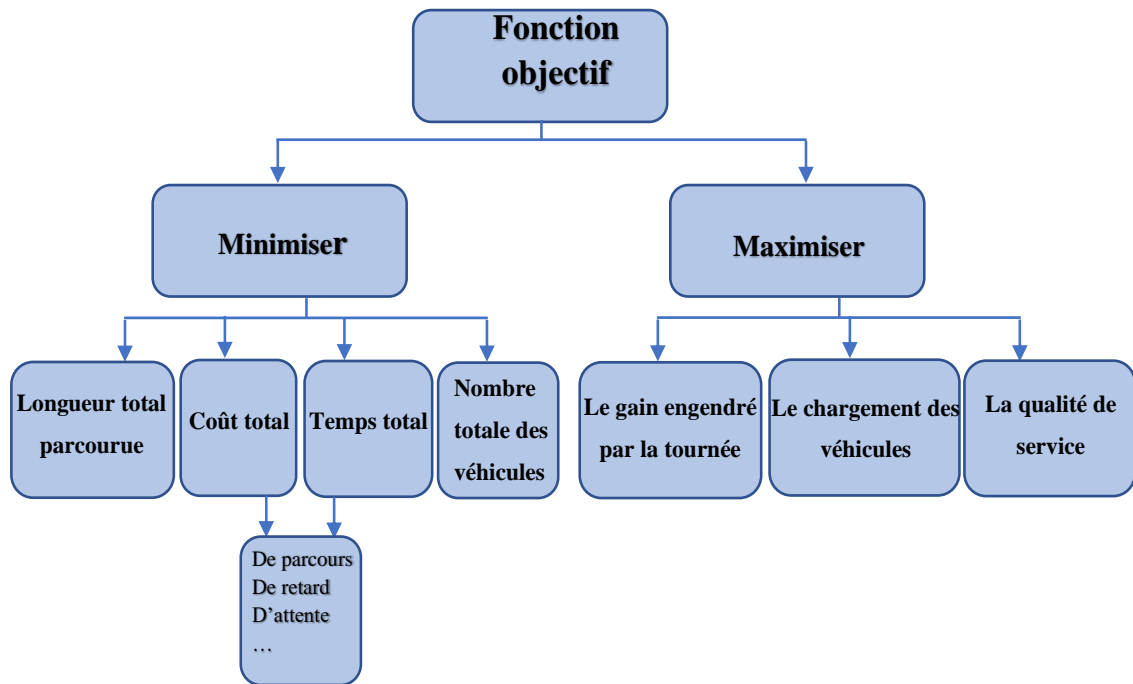 Fonction
objectif
Minimiser
Maximiser
Longueur total
parcourue
Coût total
Temps total
Nombre
totale des
véhicules
Le gain engendré
par la tournée
Le chargement des
véhicules
La qualité de
service
De parcours
De retard
D’attente
…